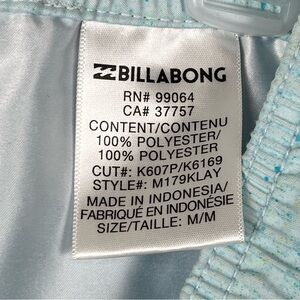 BILLABONG
RN# 99064
CA# 37757
CONTENT/CONTENU
100% POLYESTER/
100% POLYESTER
CUT#: K607P/K6169
STYLE#: M179KLAY
MADE IN INDONESIA/
FABRIQUÉ EN INDONÉSIE
SIZE/TAILLE: M/M